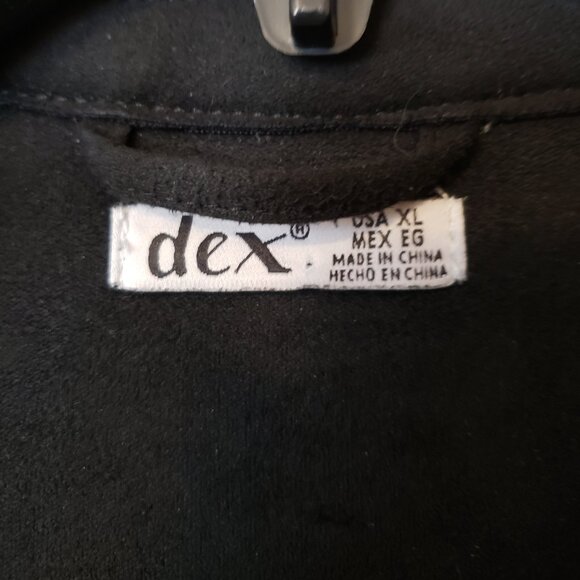 dex®
USA XL
MEX EG
MADE IN CHINA
HECHO EN CHINA